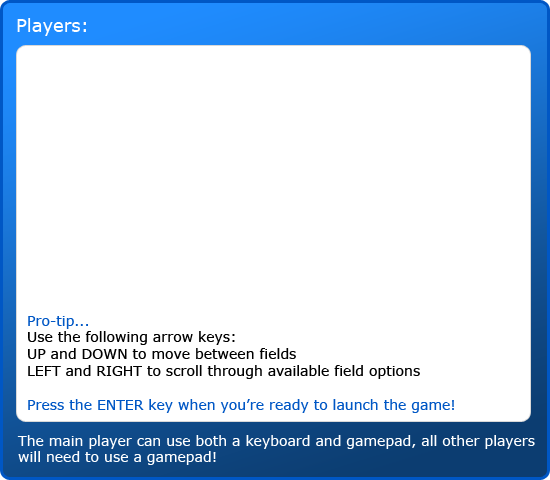 Players:
Pro-tip...
Use the following arrow keys:
UP and DOWN to move between fields
LEFT and RIGHT to scroll through available field options
Press the ENTER key when you’re ready to launch the game!
The main player can use both a keyboard and gamepad, all other players
will need to use a gamepad!